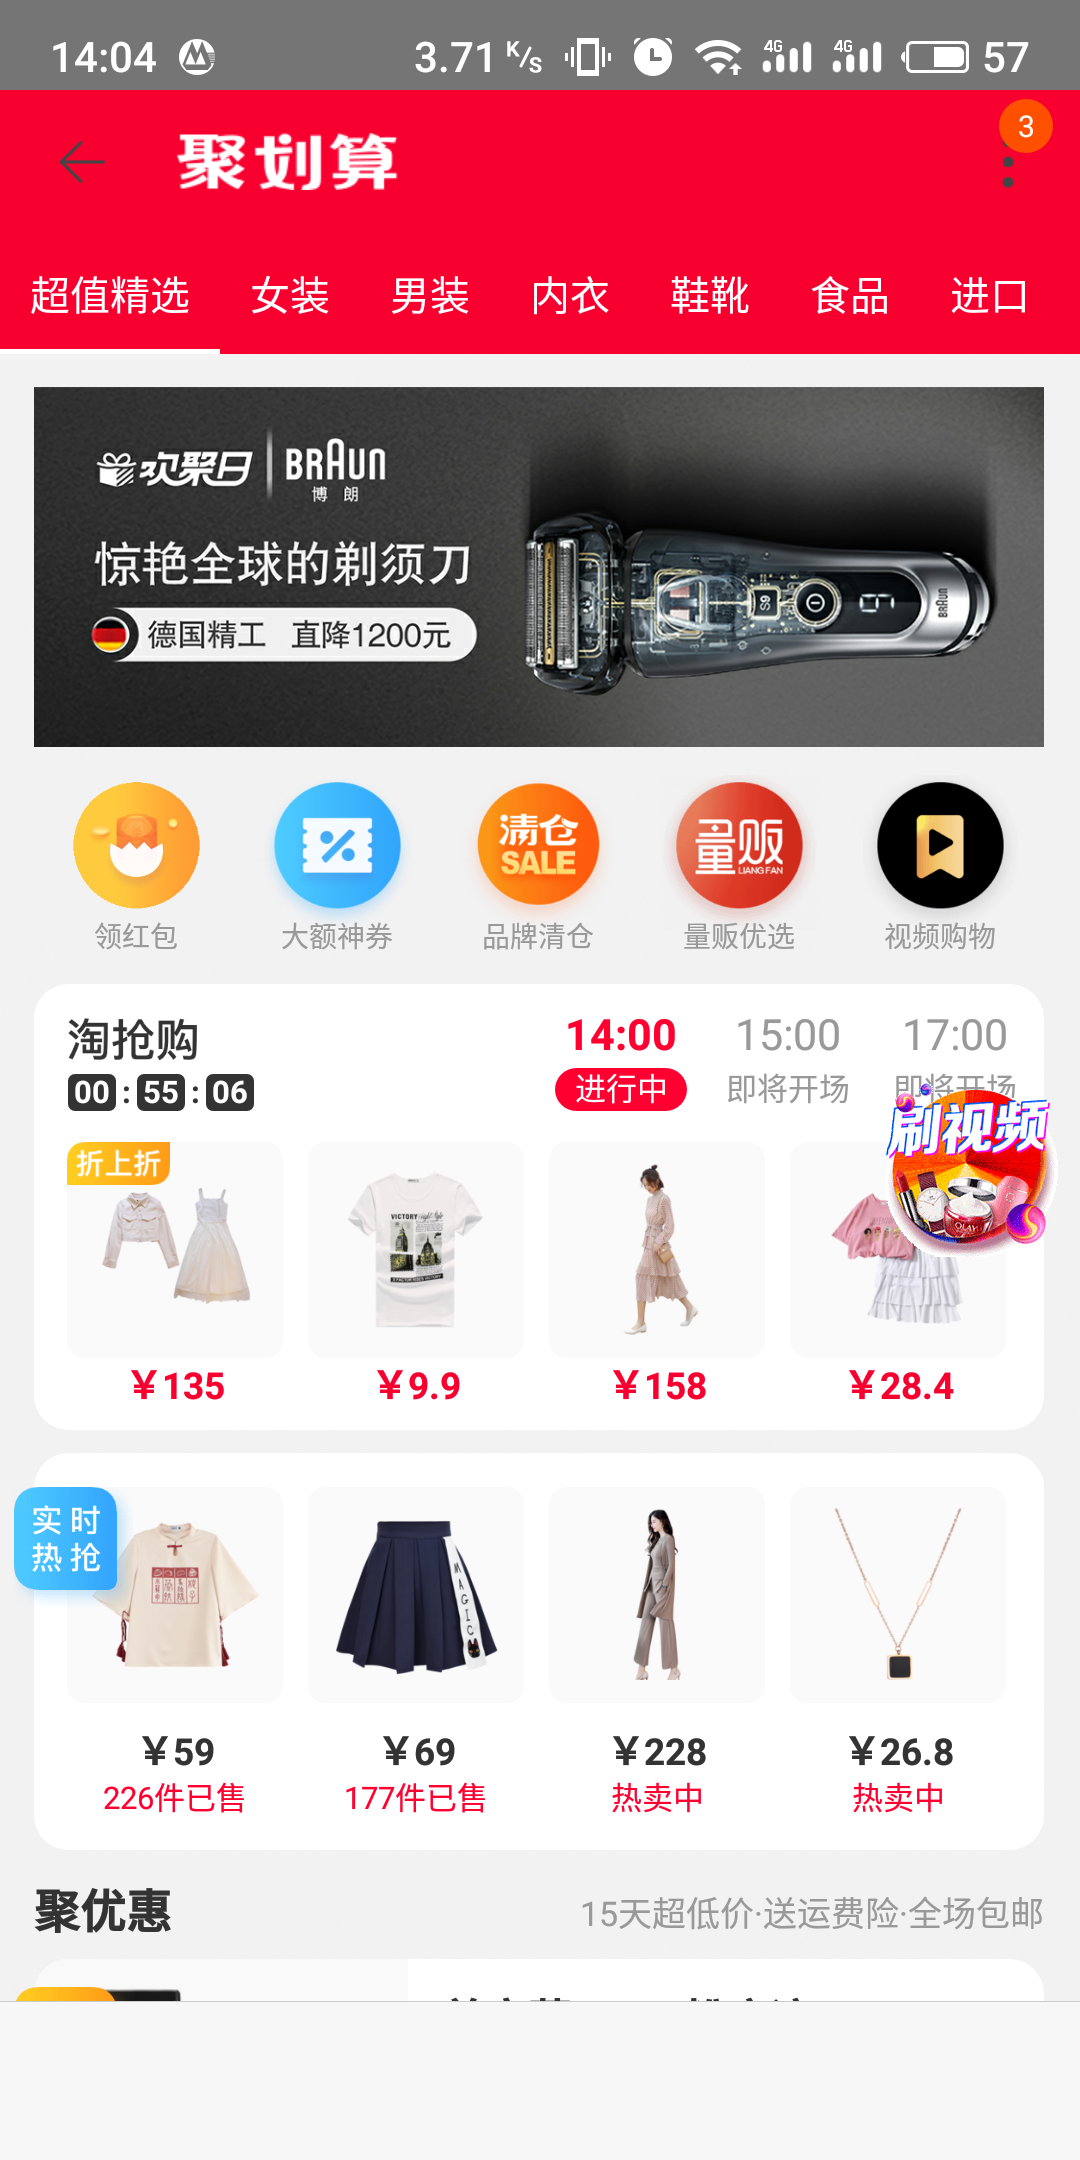 14:04 3.71 K/s 4G 4G 57
聚划算
3
超值精选 女装 男装 内衣 鞋靴 食品 进口
欢聚日 BRAUN
博朗
惊艳全球的剃须刀
德国精工 直降1200元
S9
BRAUN
清仓
SALE
量贩
LIANG FAN
领红包 大额神券 品牌清仓 量贩优选 视频购物
淘抢购 14:00 15:00 17:00
00:55:06 进行中 即将开场 即将开场
刷视频
OLAY
折上折
VICTORY
￥135 ￥9.9 ￥158 ￥28.4
实时
热抢
MAGIC
￥59 ￥69 ￥228 ￥26.8
226件已售 177件已售 热卖中 热卖中
聚优惠 15天超低价·送运费险·全场包邮